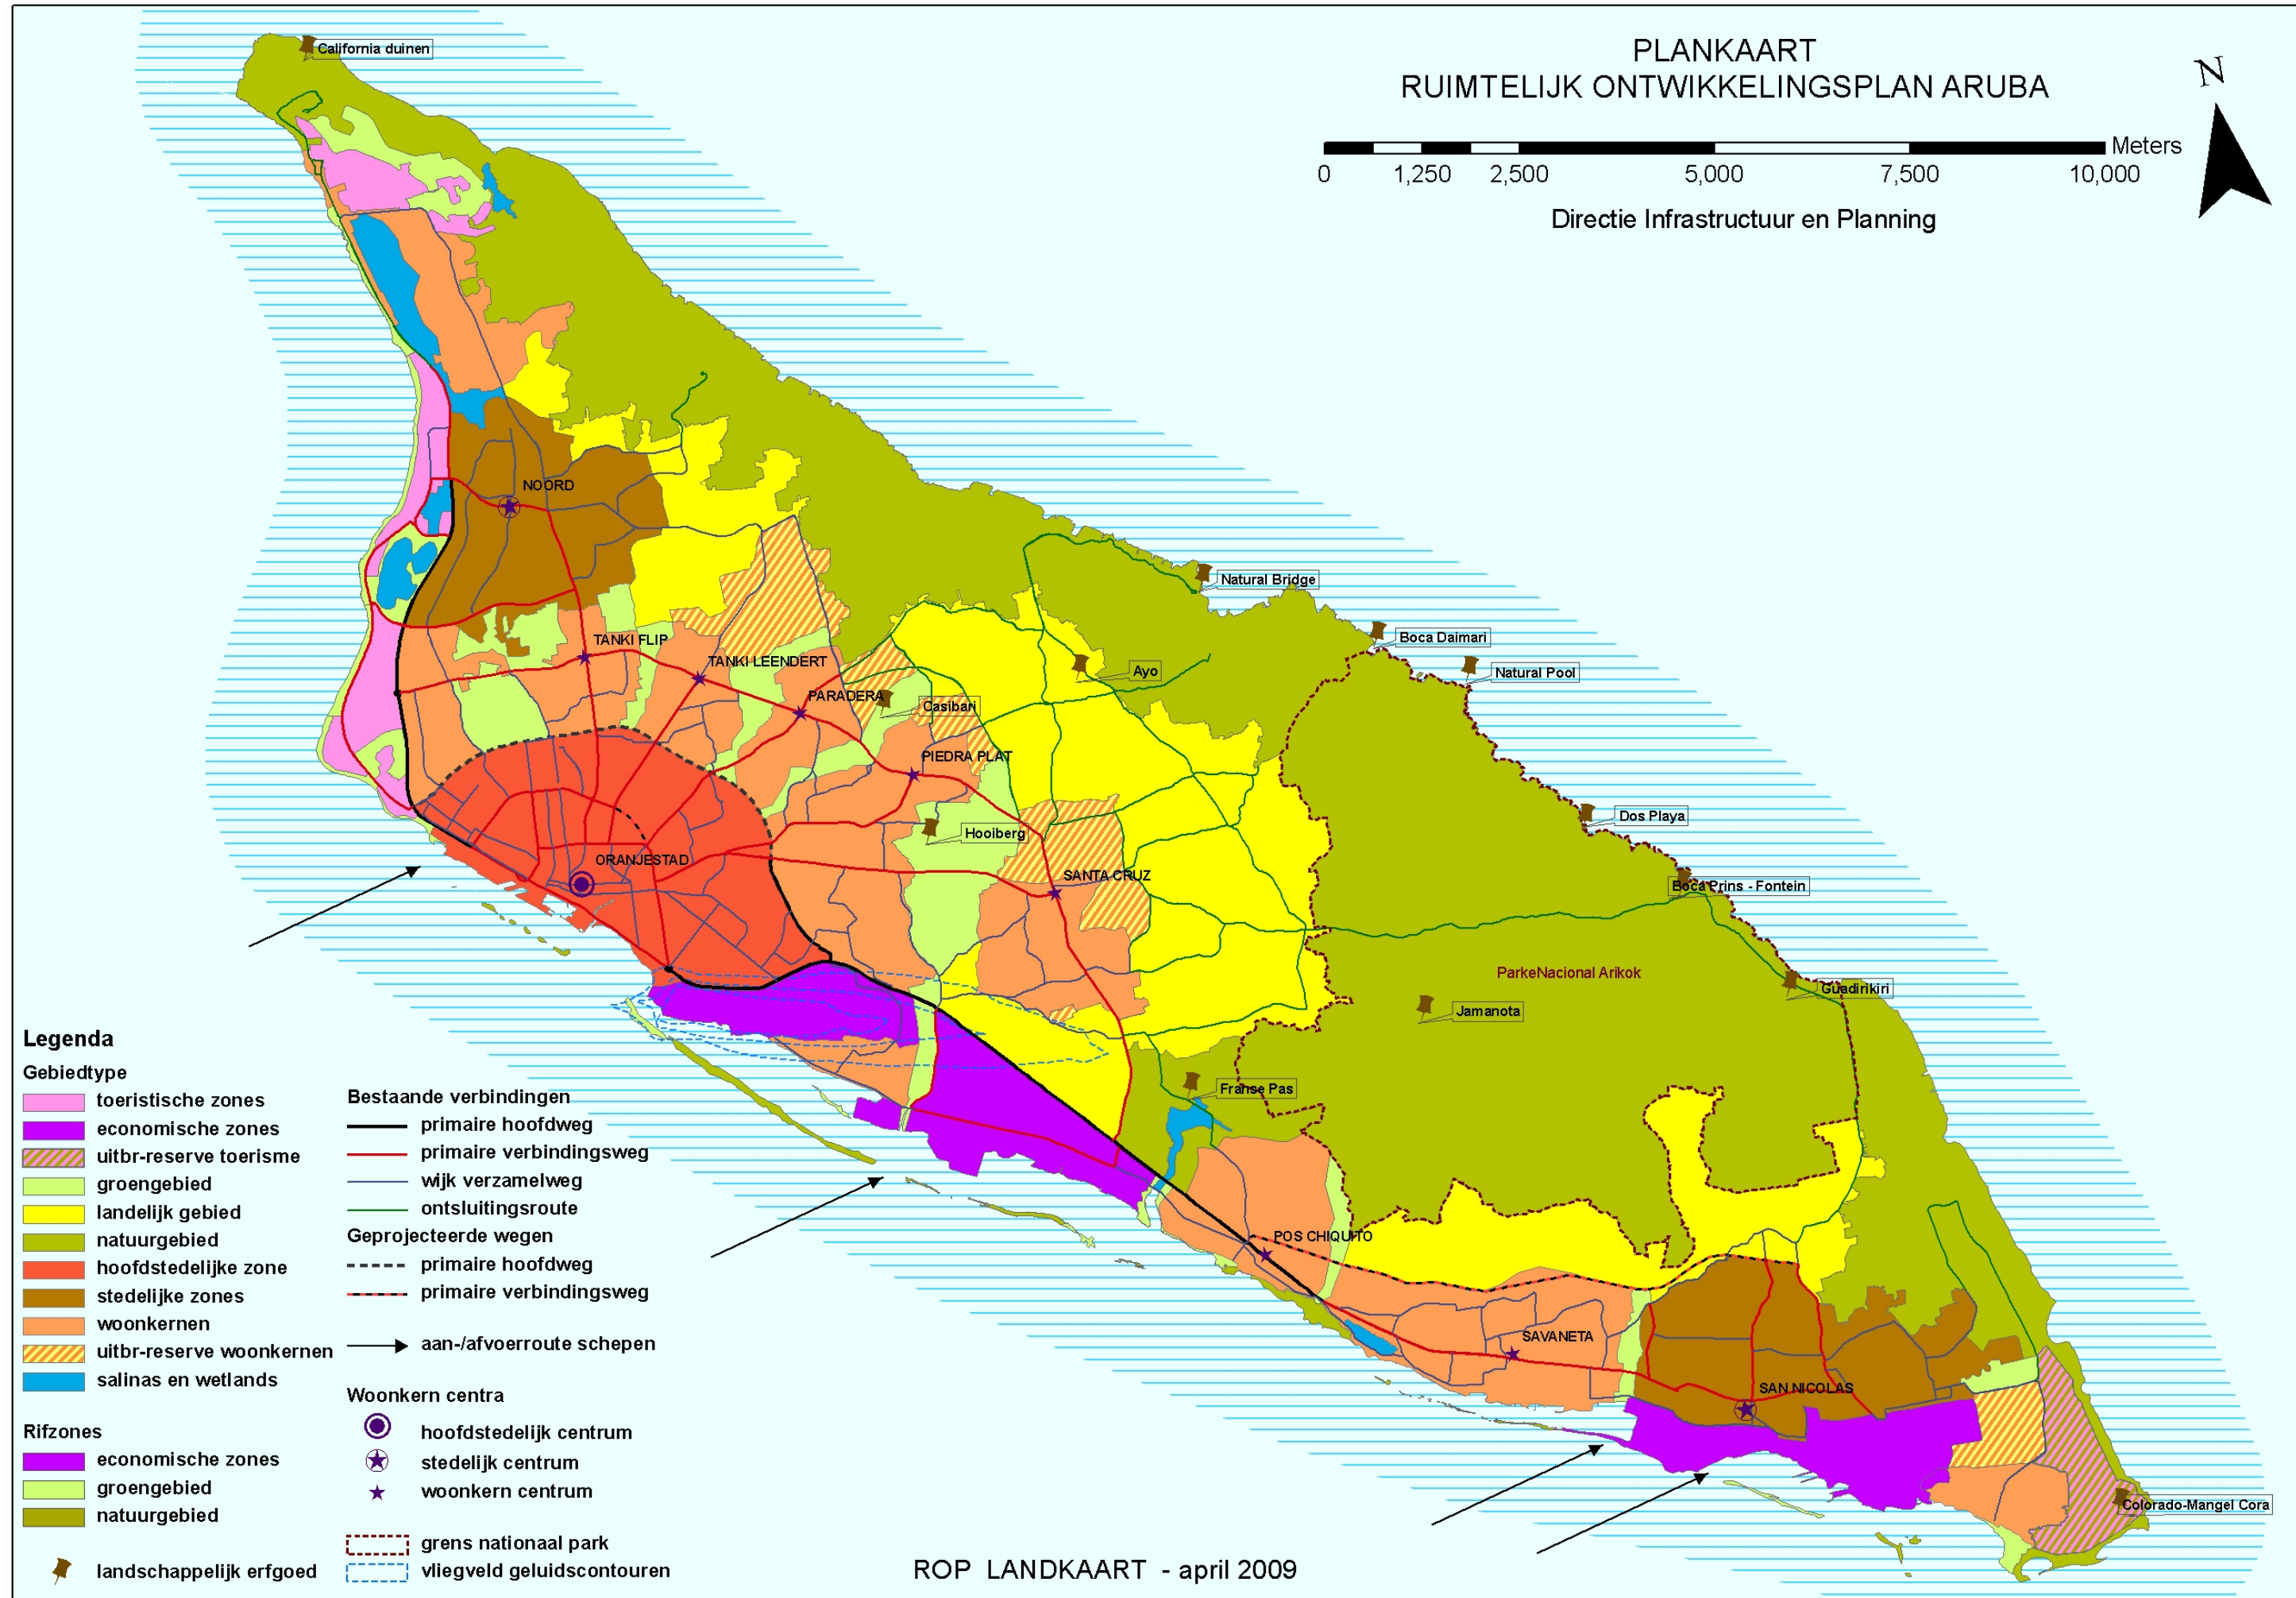 PLANKAART
RUIMTELIJK ONTWIKKELINGSPLAN ARUBA
N
Meters
0 1,250 2,500 5,000 7,500 10,000
Directie Infrastructuur en Planning
California duinen
NOORD
Natural Bridge
Boca Daimari
TANKI FLIP
TANKI LEENDERT
Ayo
Natural Pool
PARADERA
Casibari
PIEDRA PLAT
Hooiberg
Dos Playa
ORANJESTAD
SANTA CRUZ
Boca Prins - Fontein
ParkeNacional Arikok
Guadirikiri
Jamanota
Franse Pas
POS CHIQUITO
SAVANETA
SAN NICOLAS
Colorado-Mangel Cora
Legenda
Gebiedtype
toeristische zones
economische zones
uitbr-reserve toerisme
groengebied
landelijk gebied
natuurgebied
hoofdstedelijke zone
stedelijke zones
woonkernen
uitbr-reserve woonkernen
salinas en wetlands
Rifzones
economische zones
groengebied
natuurgebied
landschappelijk erfgoed
Bestaande verbindingen
primaire hoofdweg
primaire verbindingsweg
wijk verzamelweg
ontsluitingsroute
Geprojecteerde wegen
primaire hoofdweg
primaire verbindingsweg
aan-/afvoerroute schepen
Woonkern centra
hoofdstedelijk centrum
stedelijk centrum
woonkern centrum
grens nationaal park
vliegveld geluidscontouren
ROP LANDKAART - april 2009